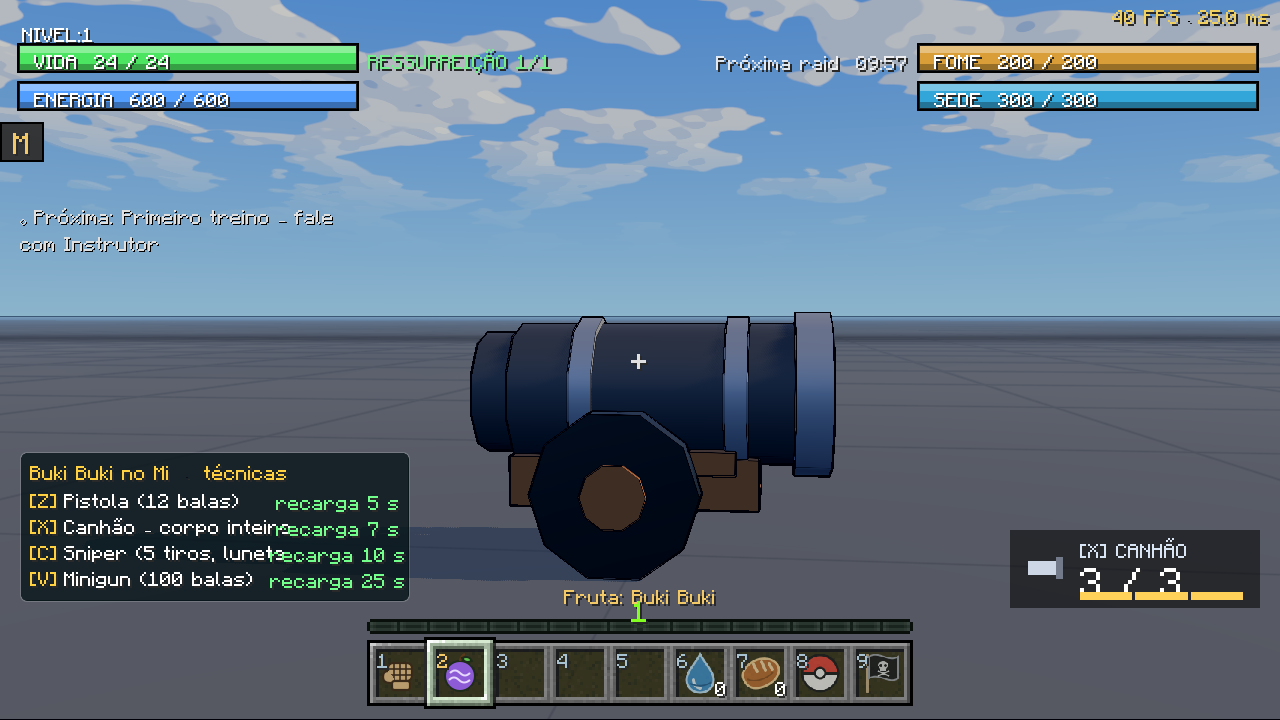 40 FPS · 25.0 ms
NIVEL:1
VIDA 24 / 24
RESSURREIÇÃO 1/1
Próxima raid 09:57
FOME 200 / 200
ENERGIA 600 / 600
SEDE 300 / 300
M
Próxima: Primeiro treino - fale
com Instrutor
Buki Buki no Mi · técnicas
[Z] Pistola (12 balas) recarga 5 s
[X] Canhão - corpo inteiro recarga 7 s
[C] Sniper (5 tiros, luneta recarga 10 s
[V] Minigun (100 balas) recarga 25 s
[X] CANHÃO
3 / 3
Fruta: Buki Buki
1
1 2 3 4 5 6 7 8 9
0 0